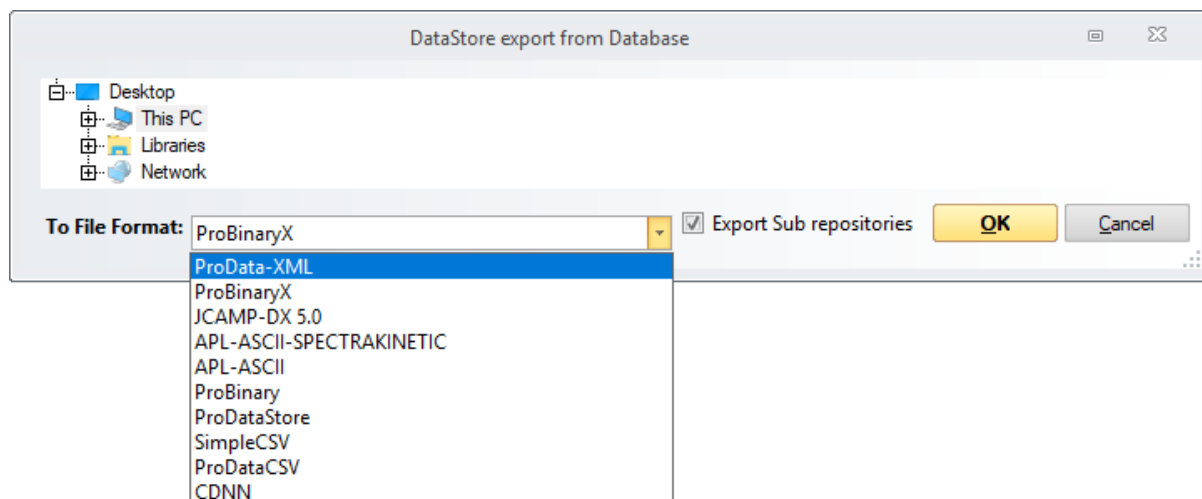 DataStore export from Database
Desktop
This PC
Libraries
Network
To File Format: ProBinaryX Export Sub repositories OK Cancel
ProData-XML
ProBinaryX
JCAMP-DX 5.0
APL-ASCII-SPECTRAKINETIC
APL-ASCII
ProBinary
ProDataStore
SimpleCSV
ProDataCSV
CDNN